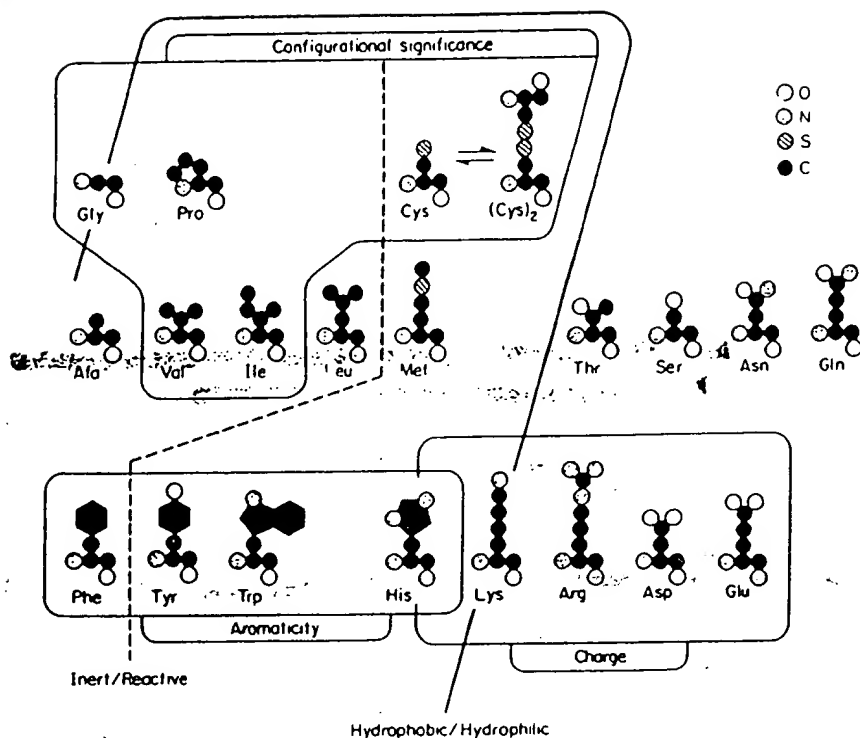 Configurational significance
O
N
S
C
Gly
Pro
Cys
(Cys)2
Ala
Val
Ile
Leu
Met
Thr
Ser
Asn
Gln
Phe
Tyr
Trp
His
Lys
Arg
Asp
Glu
Aromaticity
Charge
Inert/Reactive
Hydrophobic/Hydrophilic